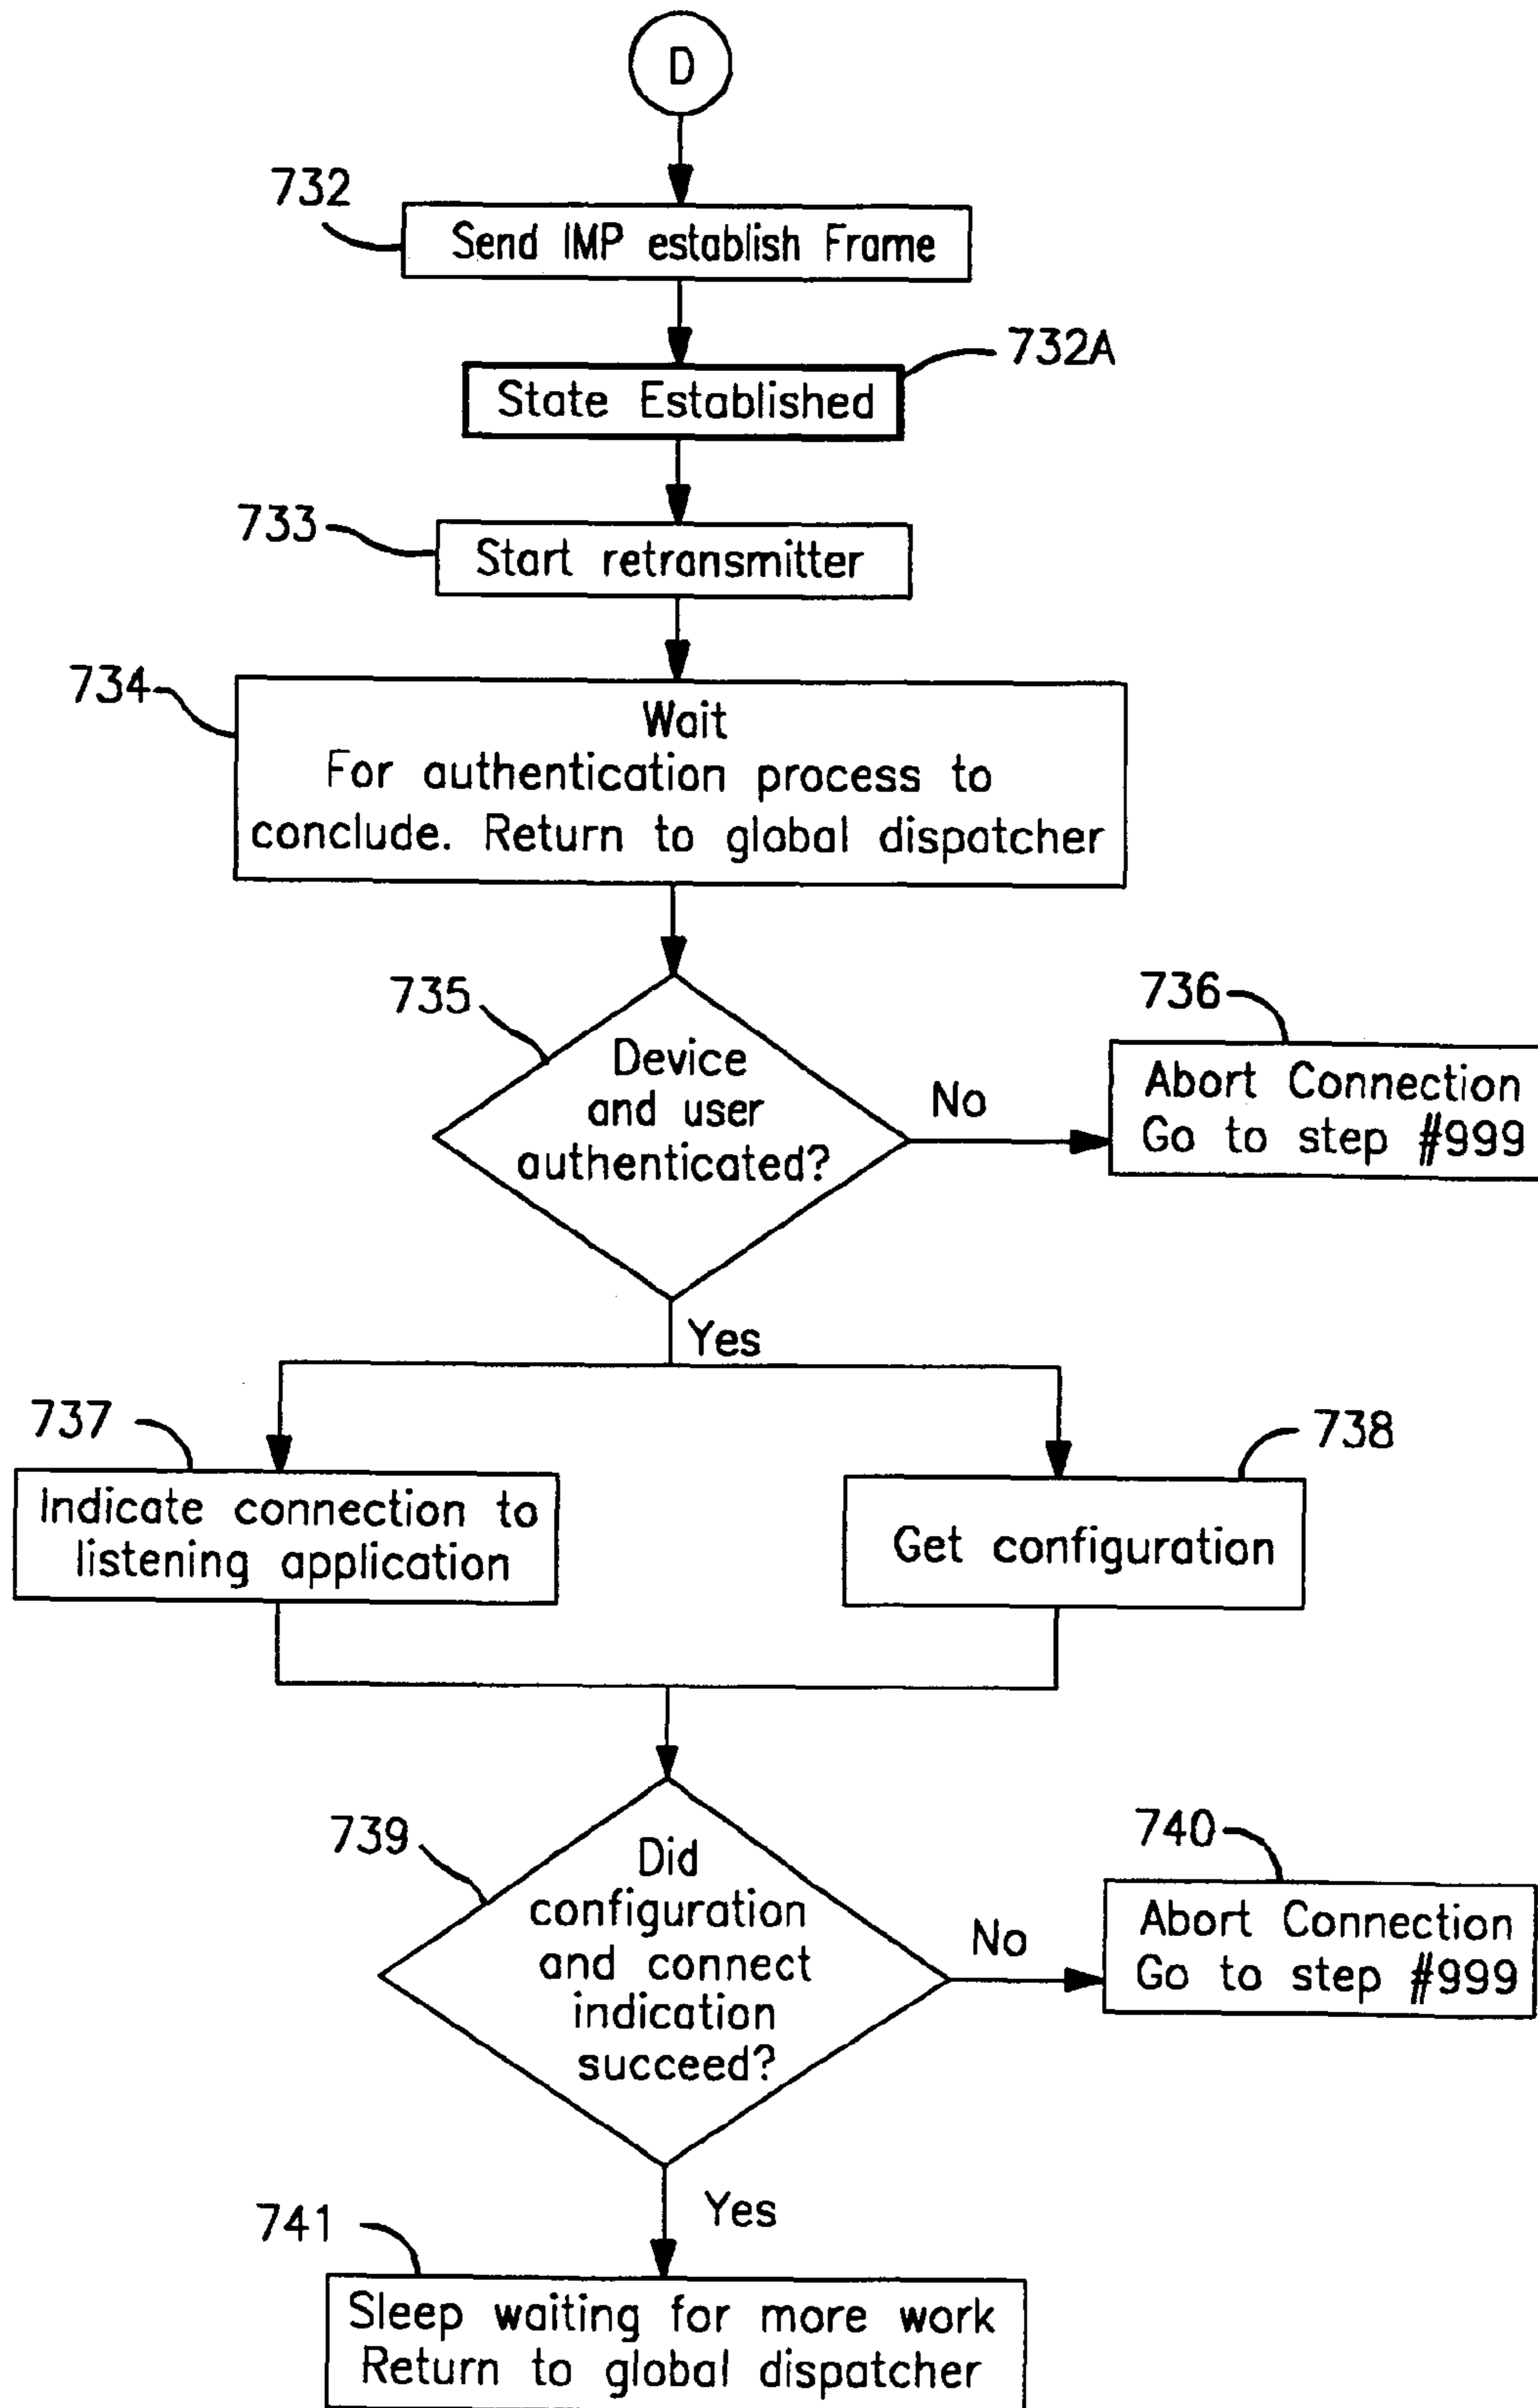 D
732
Send IMP establish Frame
732A
State Established
733
Start retransmitter
734
Wait
For authentication process to
conclude. Return to global dispatcher
735
Device
and user
authenticated?
No
736
Abort Connection
Go to step #999
Yes
737
Indicate connection to
listening application
738
Get configuration
739
Did
configuration
and connect
indication
succeed?
No
740
Abort Connection
Go to step #999
Yes
741
Sleep waiting for more work
Return to global dispatcher